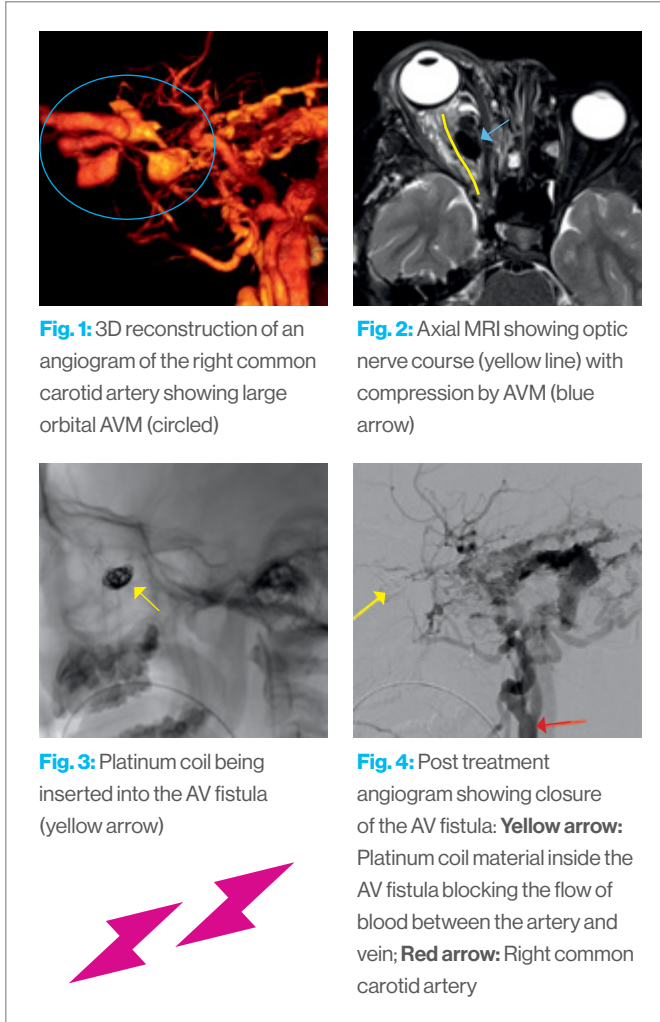 Fig. 1: 3D reconstruction of an
angiogram of the right common
carotid artery showing large
orbital AVM (circled)
Fig. 2: Axial MRI showing optic
nerve course (yellow line) with
compression by AVM (blue
arrow)
Fig. 3: Platinum coil being
inserted into the AV fistula
(yellow arrow)
Fig. 4: Post treatment
angiogram showing closure
of the AV fistula: Yellow arrow:
Platinum coil material inside the
AV fistula blocking the flow of
blood between the artery and
vein; Red arrow: Right common
carotid artery